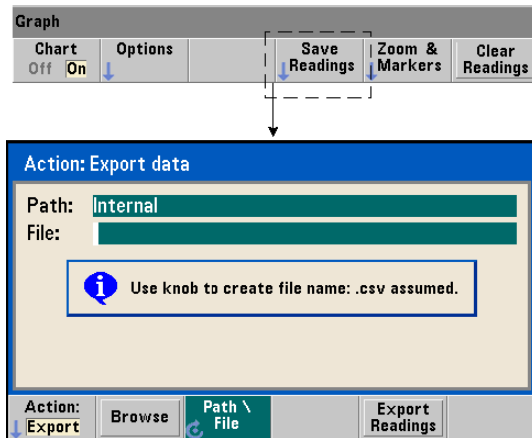 Graph
Chart
Off On
Options
Save
Readings
Zoom &
Markers
Clear
Readings
Action: Export data
Path: Internal
File:
Use knob to create file name: .csv assumed.
Action:
Export
Browse
Path \
File
Export
Readings